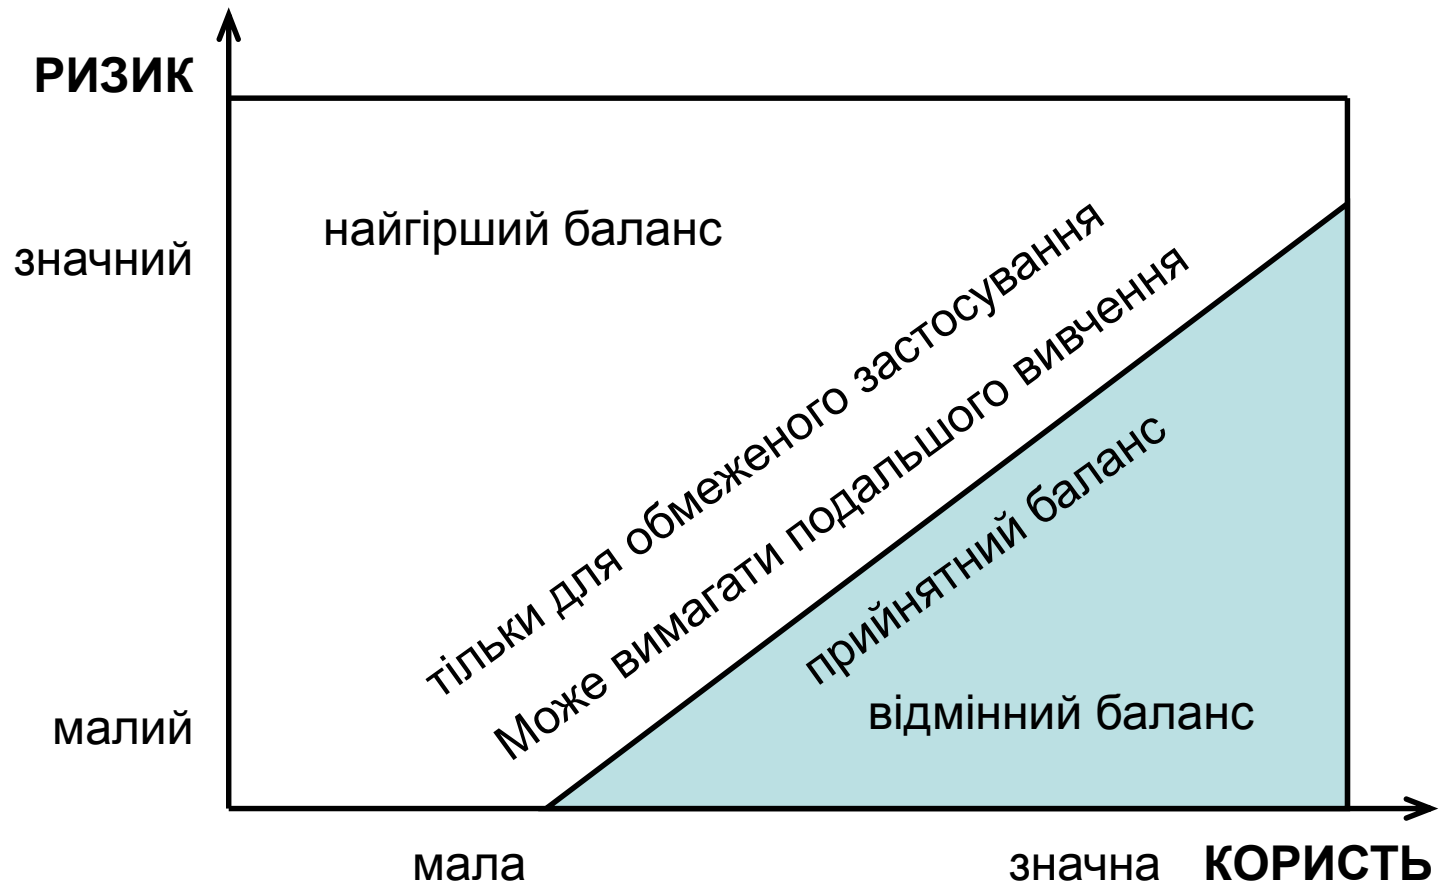 РИЗИК
найгірший баланс
значний
тільки для обмеженого застосування
Може вимагати подальшого вивчення
прийнятний баланс
відмінний баланс
малий
мала
значна
КОРИСТЬ